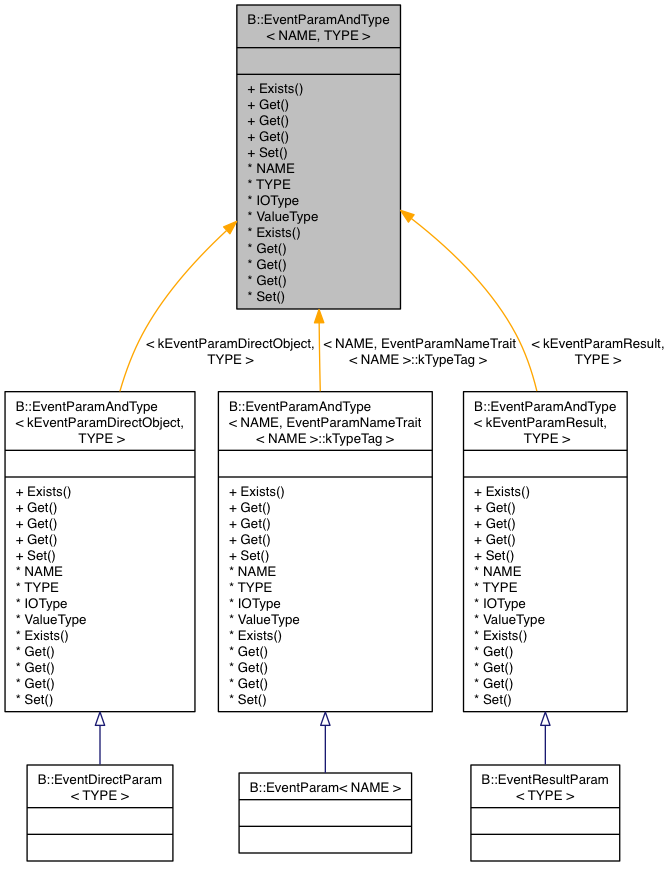 B::EventParamAndType
< NAME, TYPE >
+ Exists()
+ Get()
+ Get()
+ Get()
+ Set()
* NAME
* TYPE
* IOType
* ValueType
* Exists()
* Get()
* Get()
* Get()
* Set()
< kEventParamDirectObject,
TYPE >
< NAME, EventParamNameTrait
< NAME >::kTypeTag >
< kEventParamResult,
TYPE >
B::EventParamAndType
< kEventParamDirectObject,
TYPE >
+ Exists()
+ Get()
+ Get()
+ Get()
+ Set()
* NAME
* TYPE
* IOType
* ValueType
* Exists()
* Get()
* Get()
* Get()
* Set()
B::EventParamAndType
< NAME, EventParamNameTrait
< NAME >::kTypeTag >
+ Exists()
+ Get()
+ Get()
+ Get()
+ Set()
* NAME
* TYPE
* IOType
* ValueType
* Exists()
* Get()
* Get()
* Get()
* Set()
B::EventParamAndType
< kEventParamResult,
TYPE >
+ Exists()
+ Get()
+ Get()
+ Get()
+ Set()
* NAME
* TYPE
* IOType
* ValueType
* Exists()
* Get()
* Get()
* Get()
* Set()
B::EventDirectParam
< TYPE >
B::EventParam< NAME >
B::EventResultParam
< TYPE >